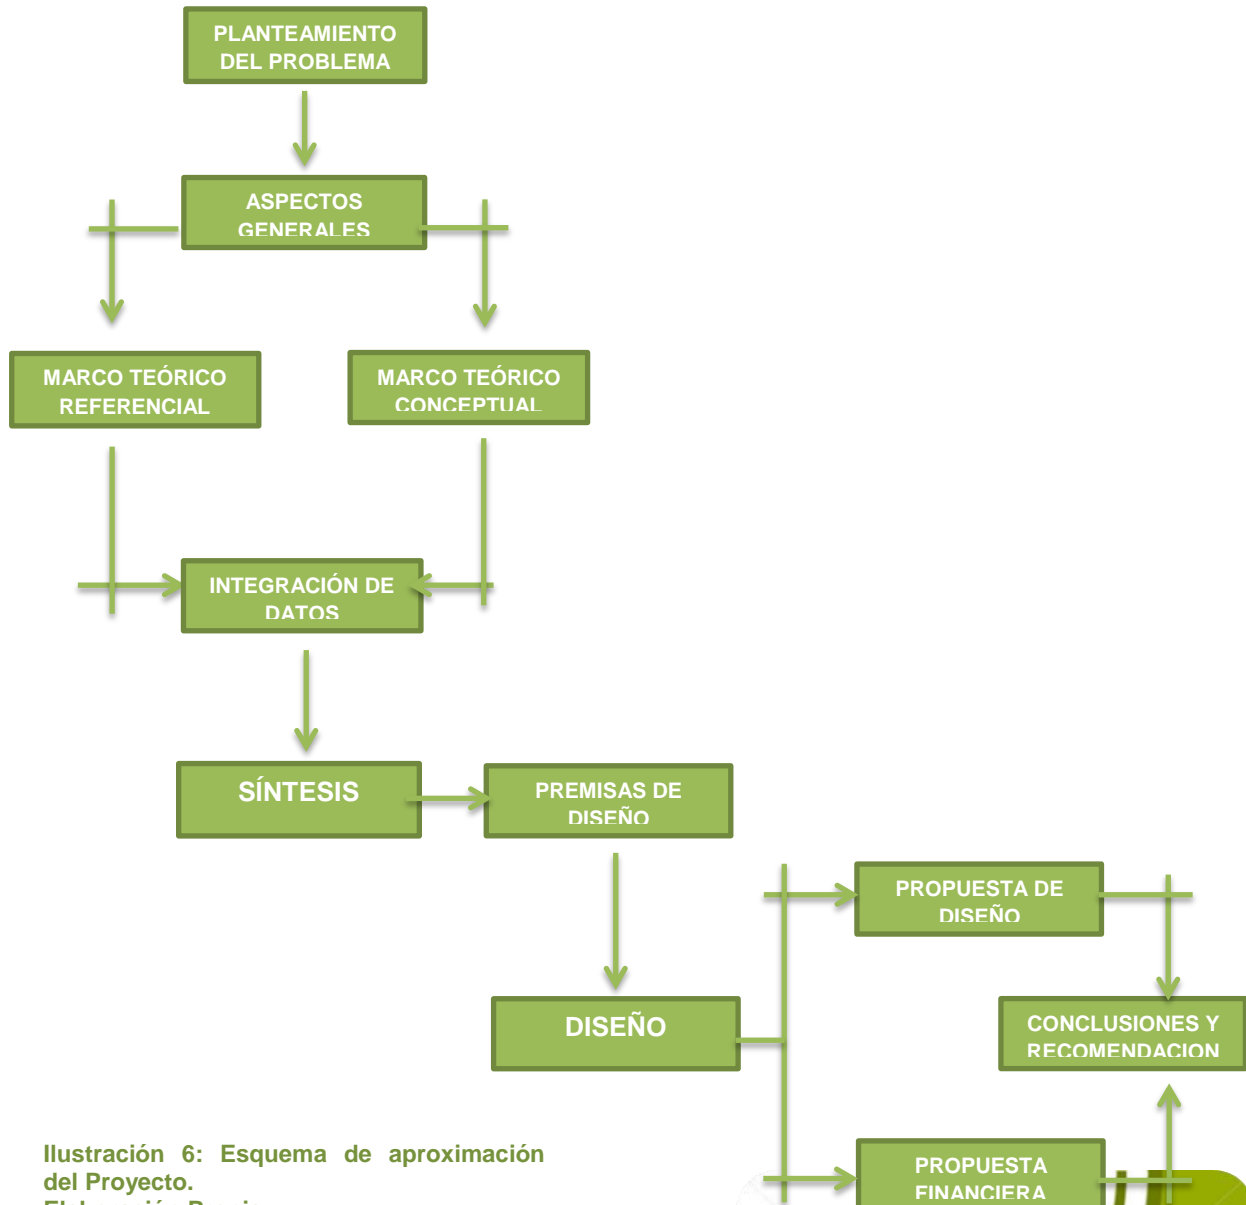 PLANTEAMIENTO
DEL PROBLEMA
ASPECTOS
GENERALES
MARCO TEÓRICO
REFERENCIAL
MARCO TEÓRICO
CONCEPTUAL
INTEGRACIÓN DE
DATOS
SÍNTESIS
PREMISAS DE
DISEÑO
PROPUESTA DE
DISEÑO
DISEÑO
CONCLUSIONES Y
RECOMENDACION
PROPUESTA
FINANCIERA
Ilustración 6: Esquema de aproximación
del Proyecto.